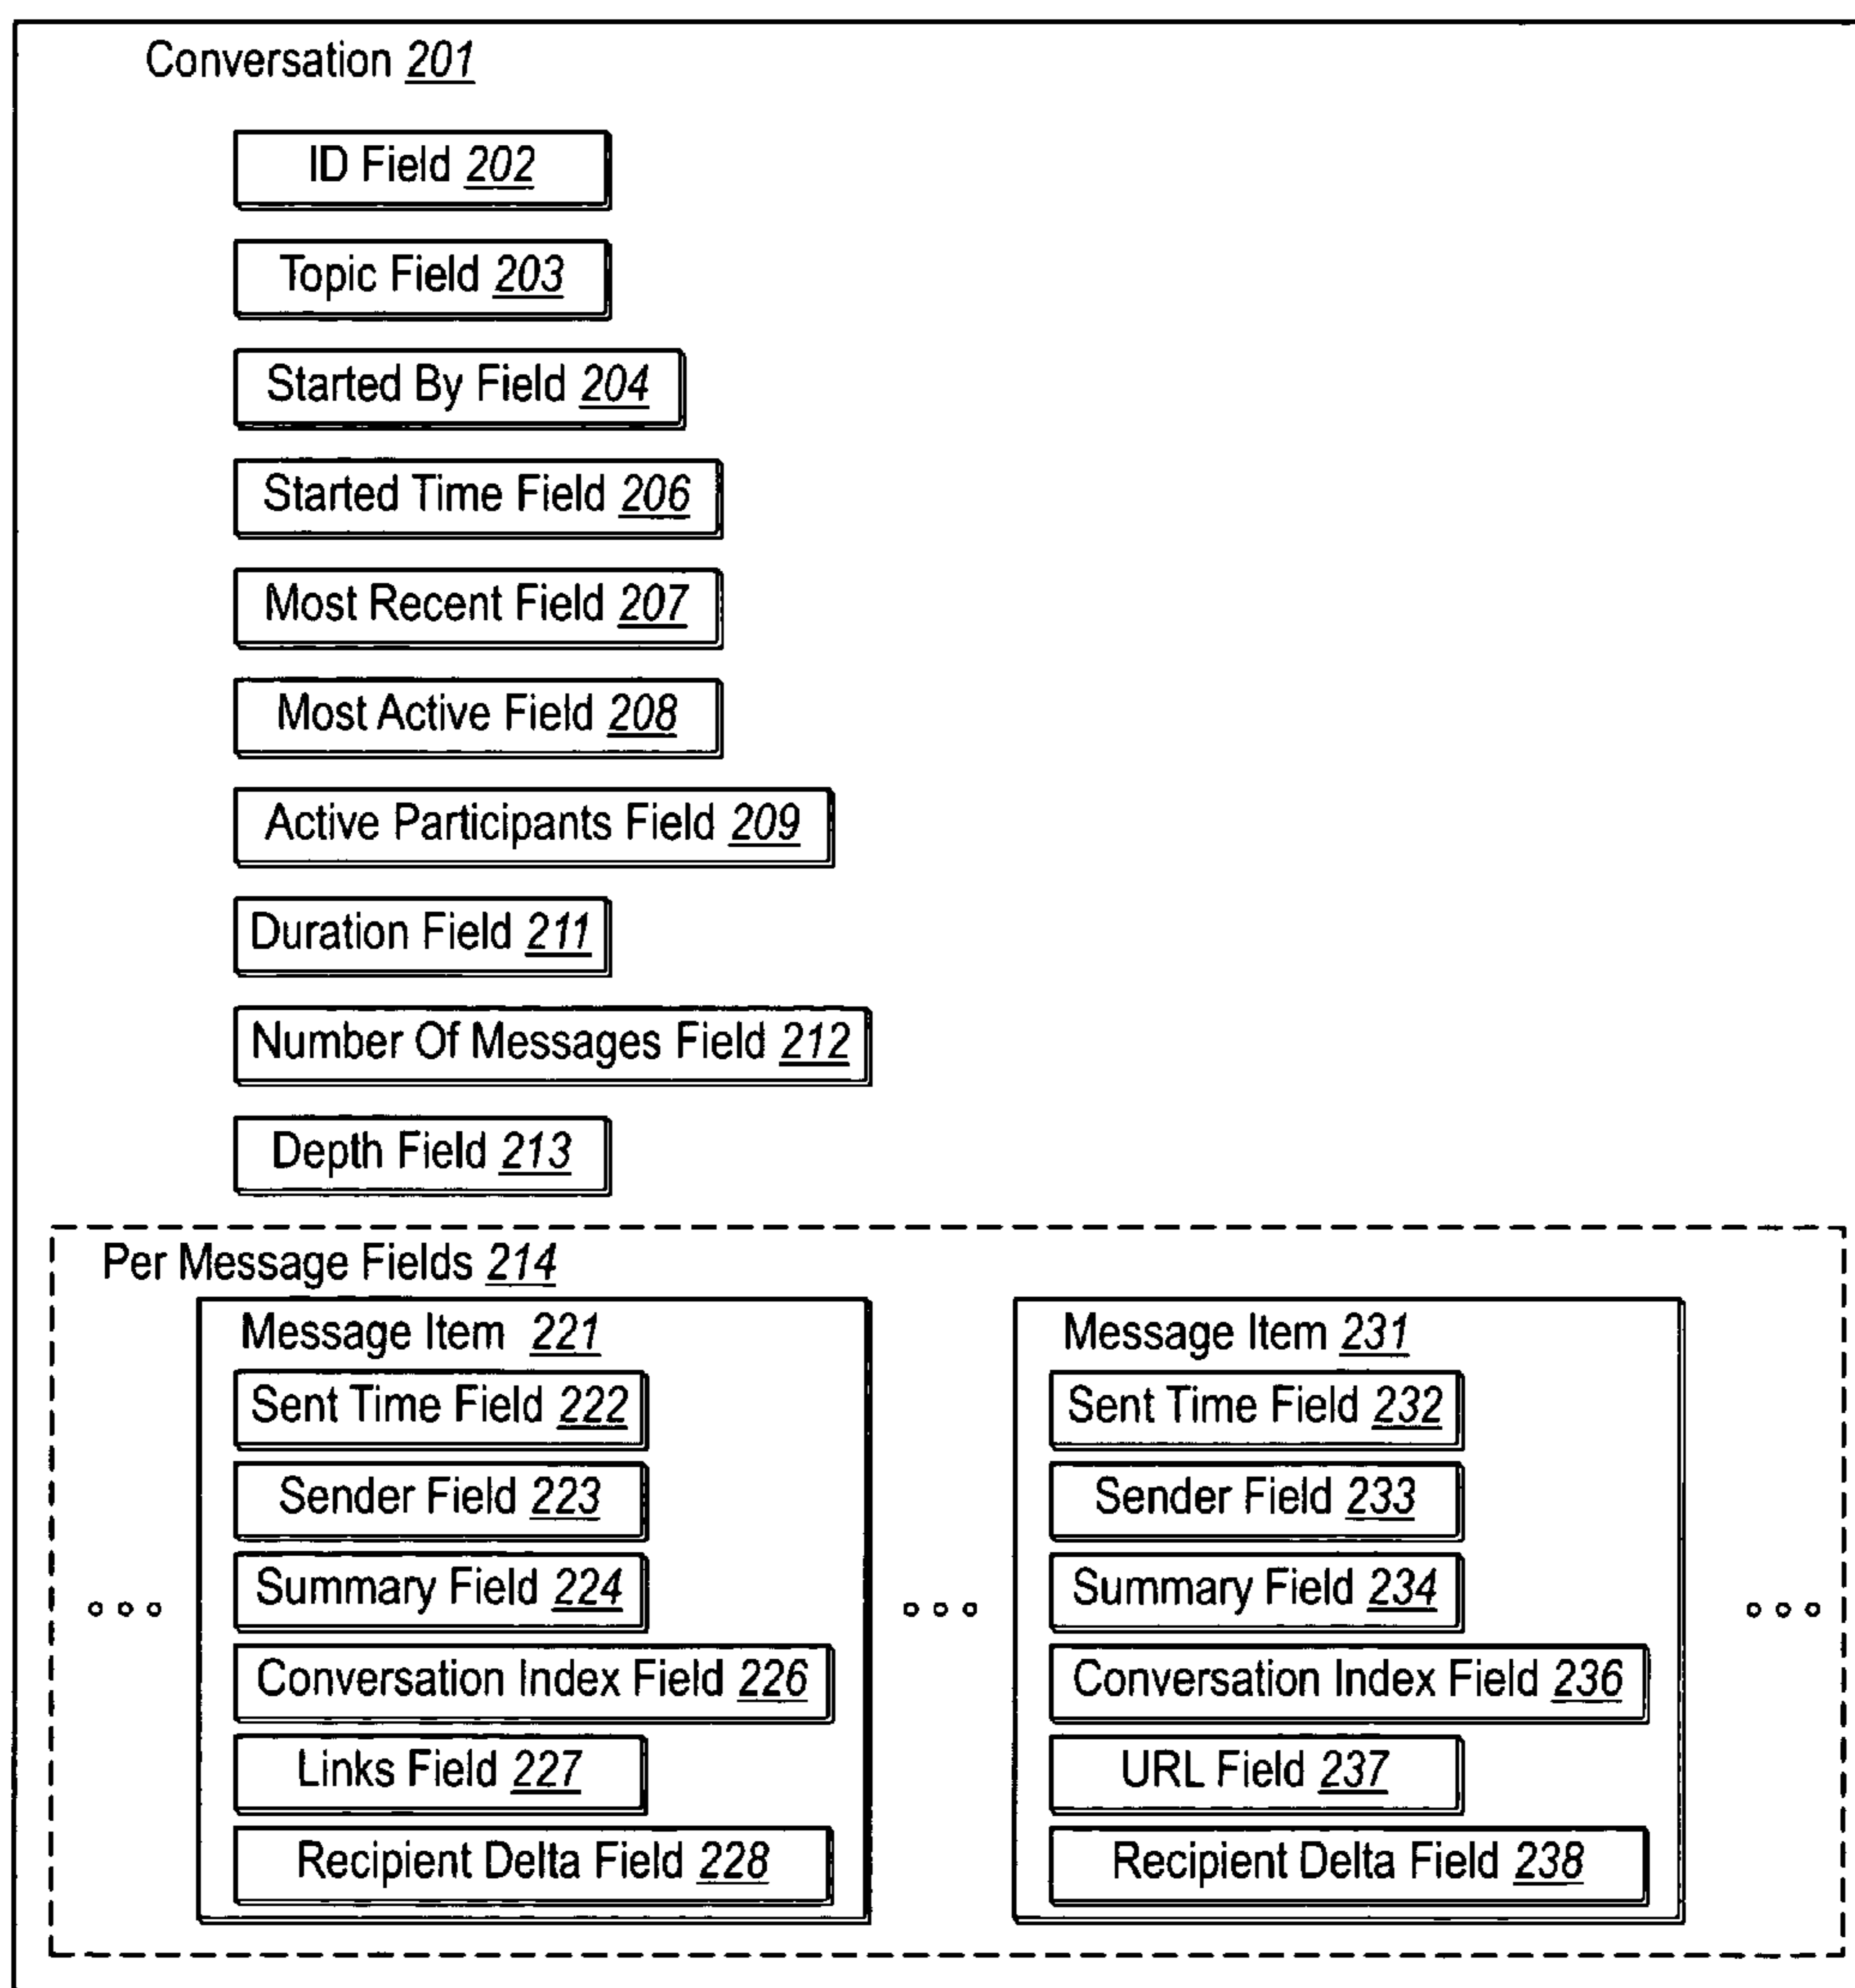 Conversation 201
ID Field 202
Topic Field 203
Started By Field 204
Started Time Field 206
Most Recent Field 207
Most Active Field 208
Active Participants Field 209
Duration Field 211
Number Of Messages Field 212
Depth Field 213
Per Message Fields 214
Message Item 221
Sent Time Field 222
Sender Field 223
Summary Field 224
Conversation Index Field 226
Links Field 227
Recipient Delta Field 228
Message Item 231
Sent Time Field 232
Sender Field 233
Summary Field 234
Conversation Index Field 236
URL Field 237
Recipient Delta Field 238